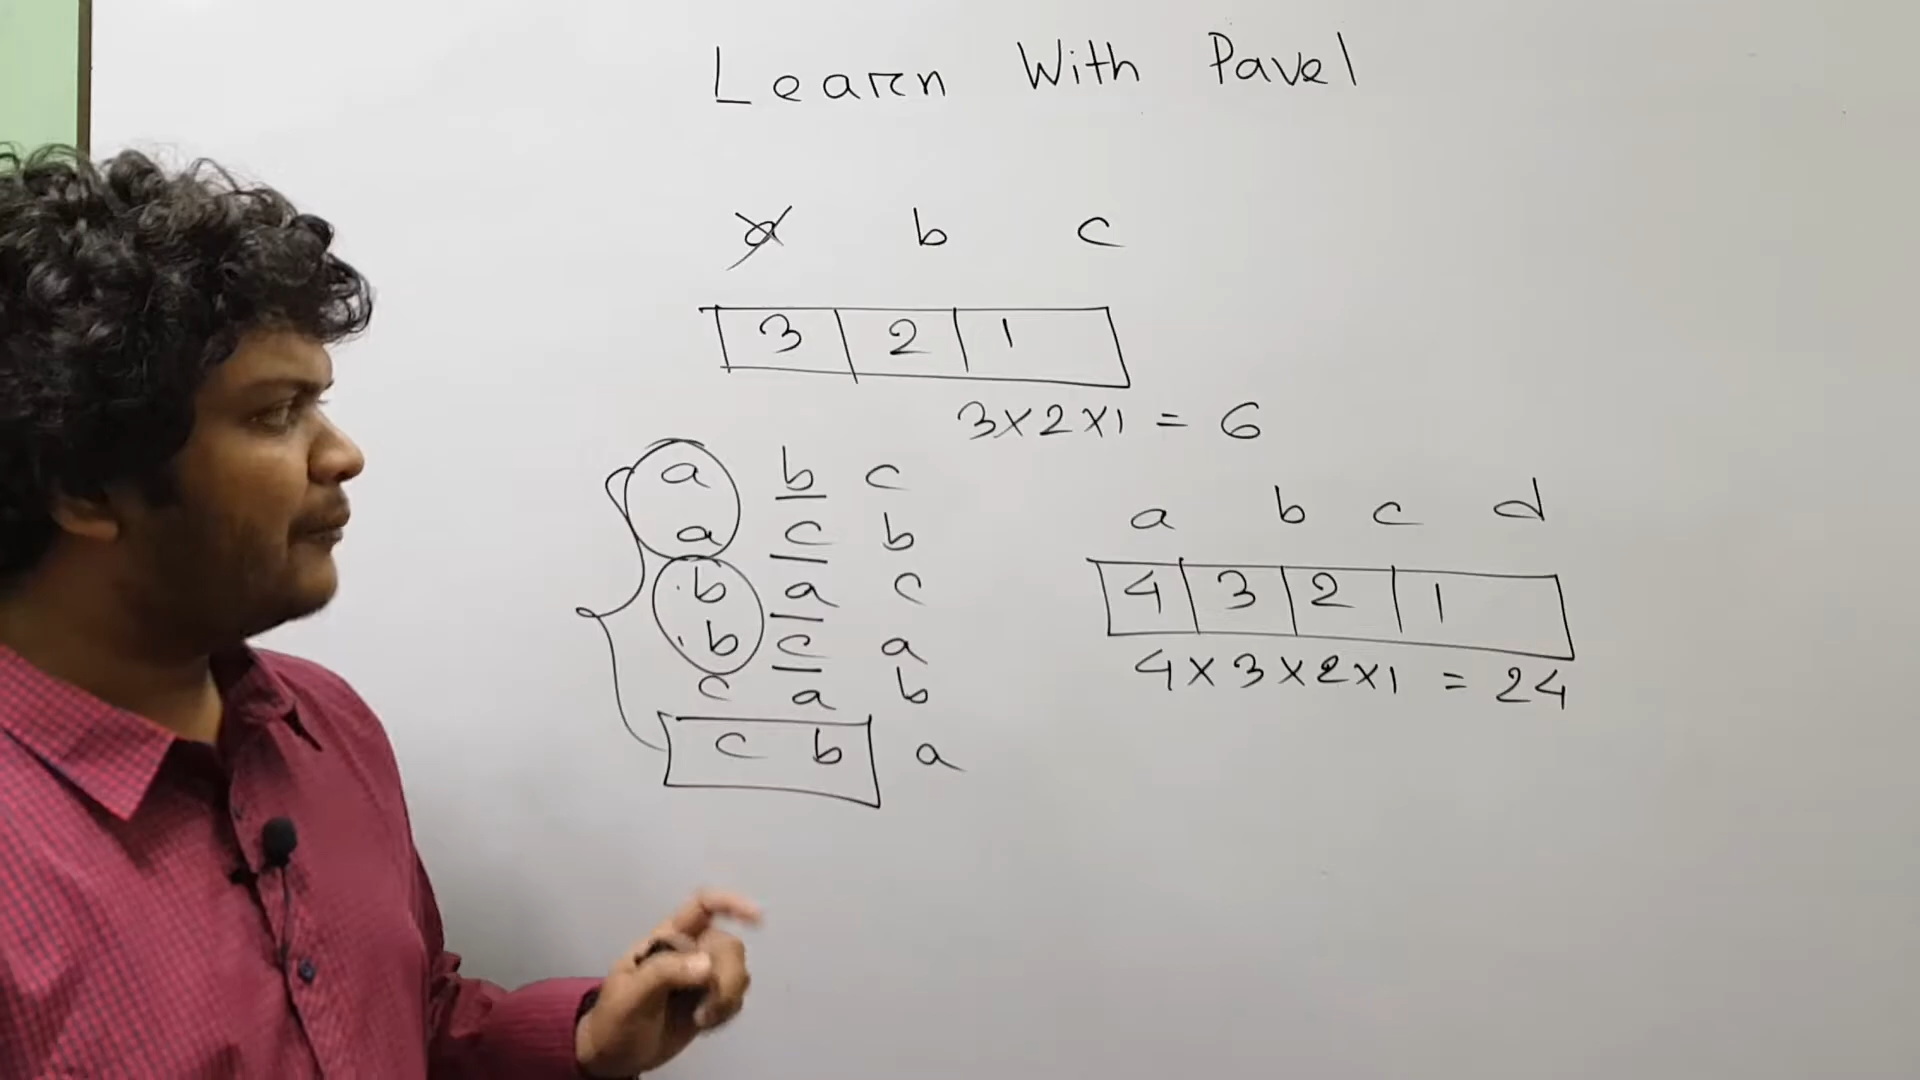 Learn With Pavel
a b c
3 2 1
3×2×1 = 6
a b c
a c b
b a c
b c a
c a b
c b a
a b c d
4 3 2 1
4×3×2×1 = 24